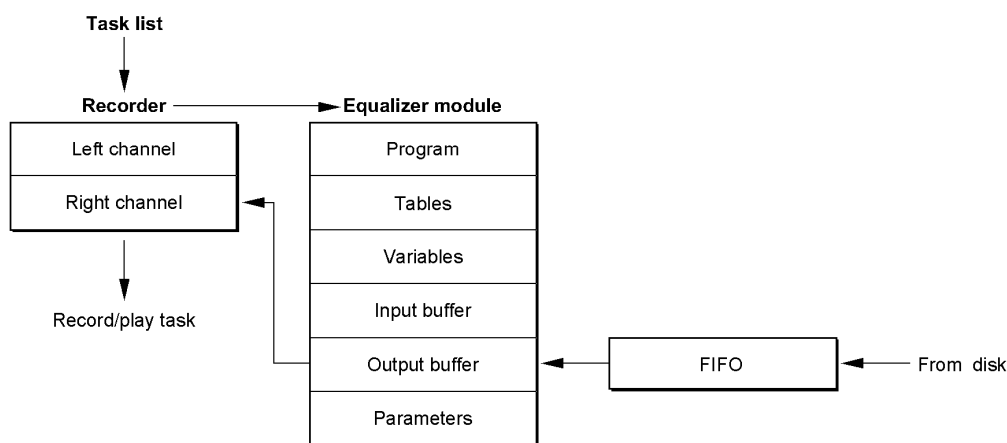 Task list
Recorder
Equalizer module
Left channel
Right channel
Record/play task
Program
Tables
Variables
Input buffer
Output buffer
Parameters
FIFO
From disk